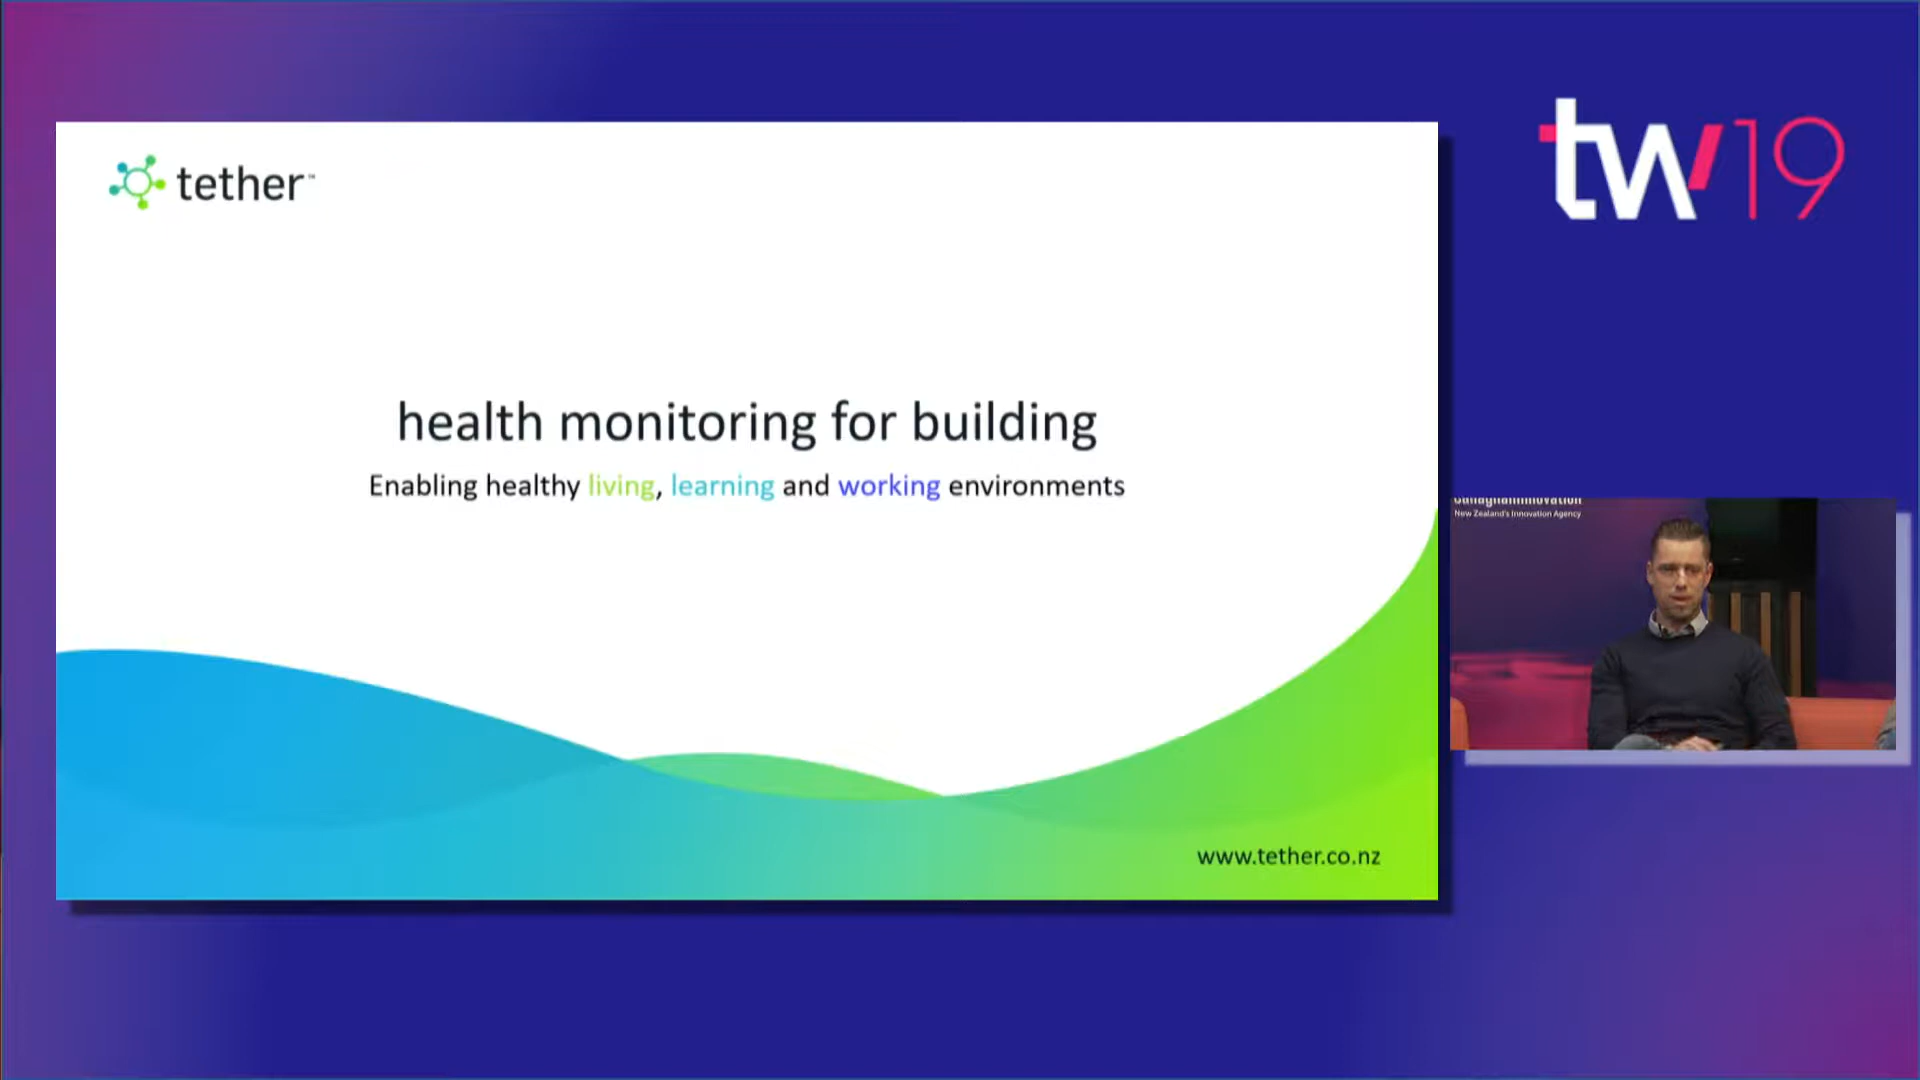 tether™
tw/19
health monitoring for building
Enabling healthy living, learning and working environments
New Zealand's Innovation Agency
www.tether.co.nz